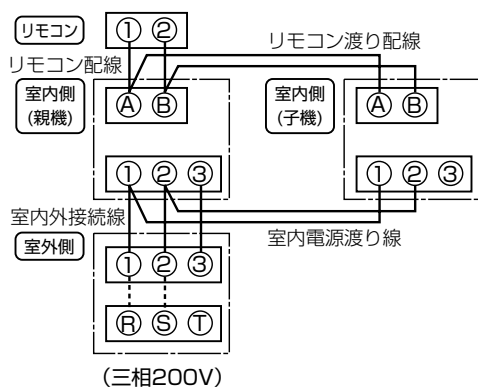 リモコン
① ②
リモコン渡り配線
リモコン配線
室内側
(親機)
Ⓐ Ⓑ
室内側
(子機)
Ⓐ Ⓑ
① ② ③
① ② ③
室内外接続線
室内電源渡り線
室外側
① ② ③
Ⓡ Ⓢ Ⓣ
(三相200V)